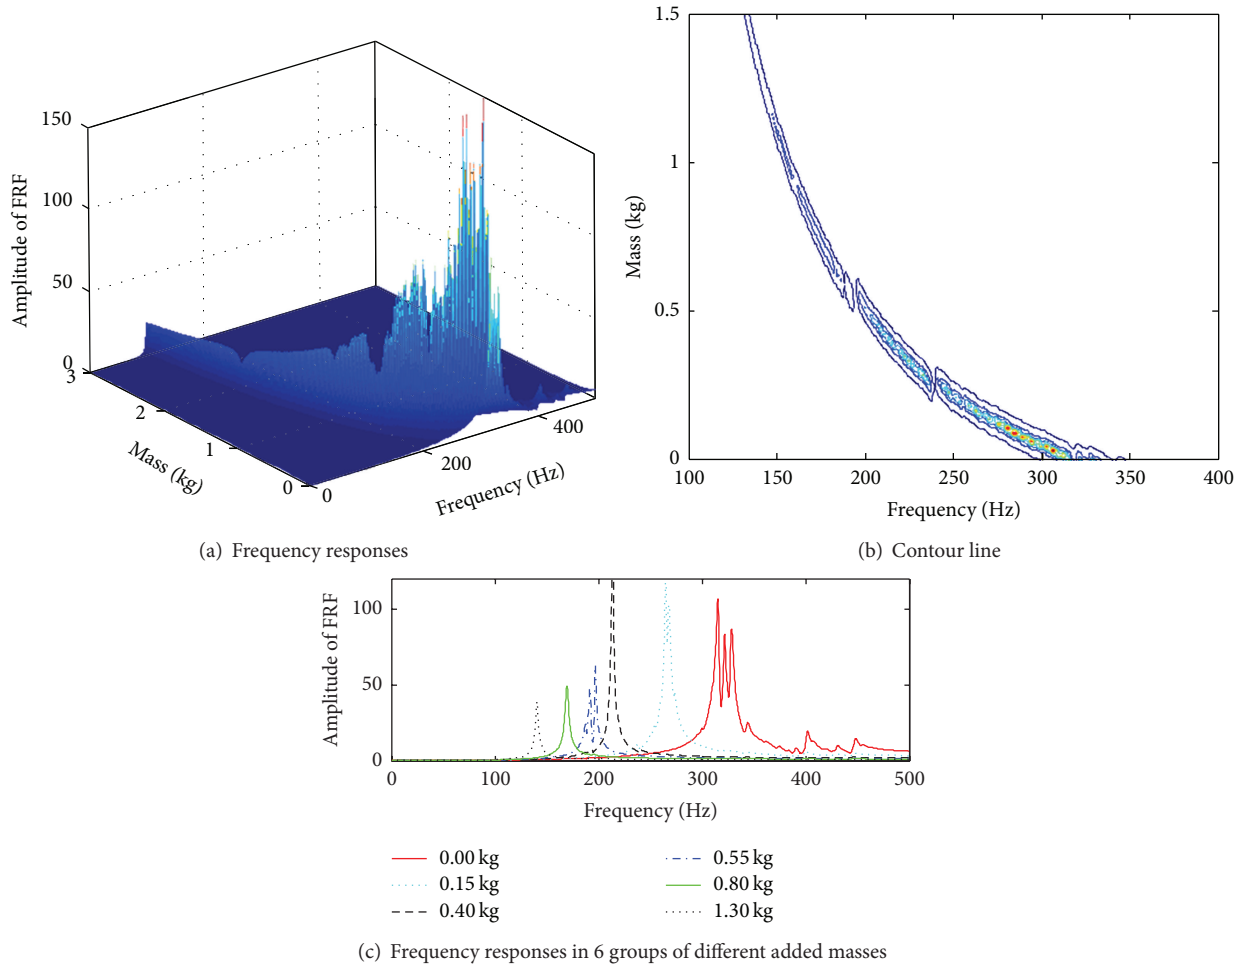 150
100
50
0
Amplitude of FRF
3
2
1
0
Mass (kg)
0
200
400
Frequency (Hz)
(a) Frequency responses
1.5
1
0.5
0
Mass (kg)
100 150 200 250 300 350 400
Frequency (Hz)
(b) Contour line
100
50
0
Amplitude of FRF
0 100 200 300 400 500
Frequency (Hz)
0.00 kg
0.15 kg
0.40 kg
0.55 kg
0.80 kg
1.30 kg
(c) Frequency responses in 6 groups of different added masses